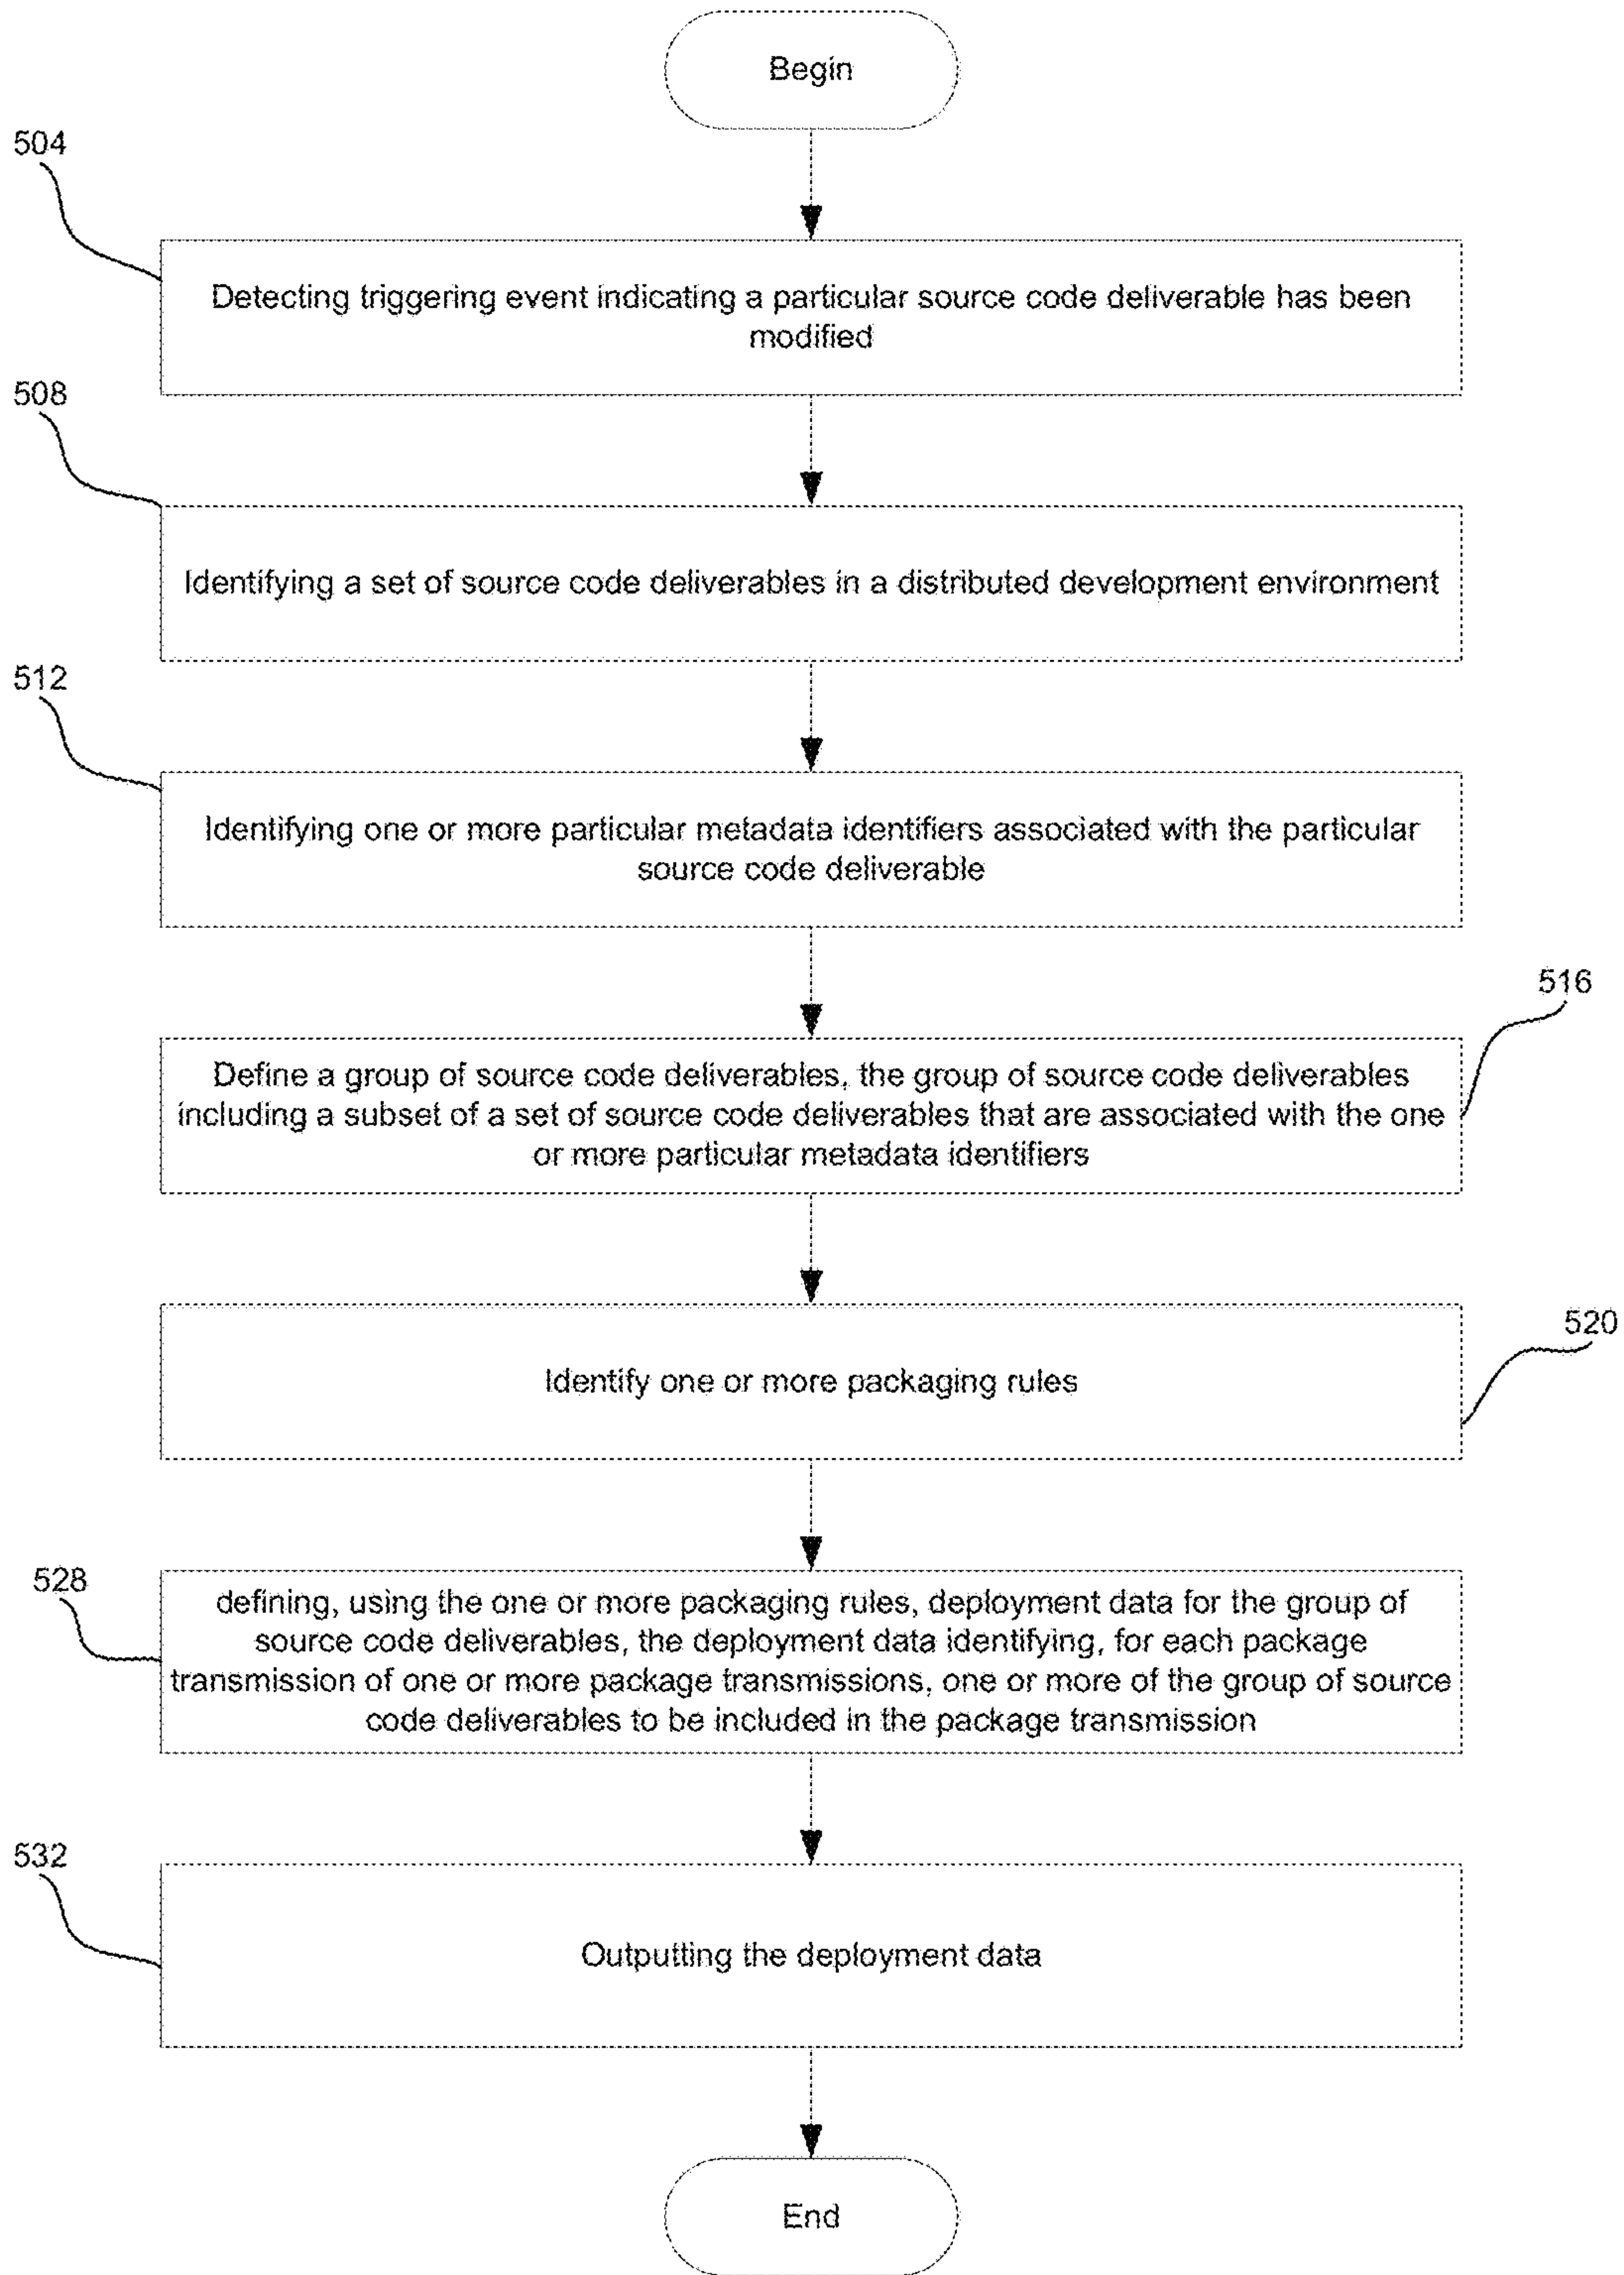 Begin
504
Detecting triggering event indicating a particular source code deliverable has been
modified
508
Identifying a set of source code deliverables in a distributed development environment
512
Identifying one or more particular metadata identifiers associated with the particular
source code deliverable
516
Define a group of source code deliverables, the group of source code deliverables
including a subset of a set of source code deliverables that are associated with the one
or more particular metadata identifiers
520
Identify one or more packaging rules
528
defining, using the one or more packaging rules, deployment data for the group of
source code deliverables, the deployment data identifying, for each package
transmission of one or more package transmissions, one or more of the group of source
code deliverables to be included in the package transmission
532
Outputting the deployment data
End